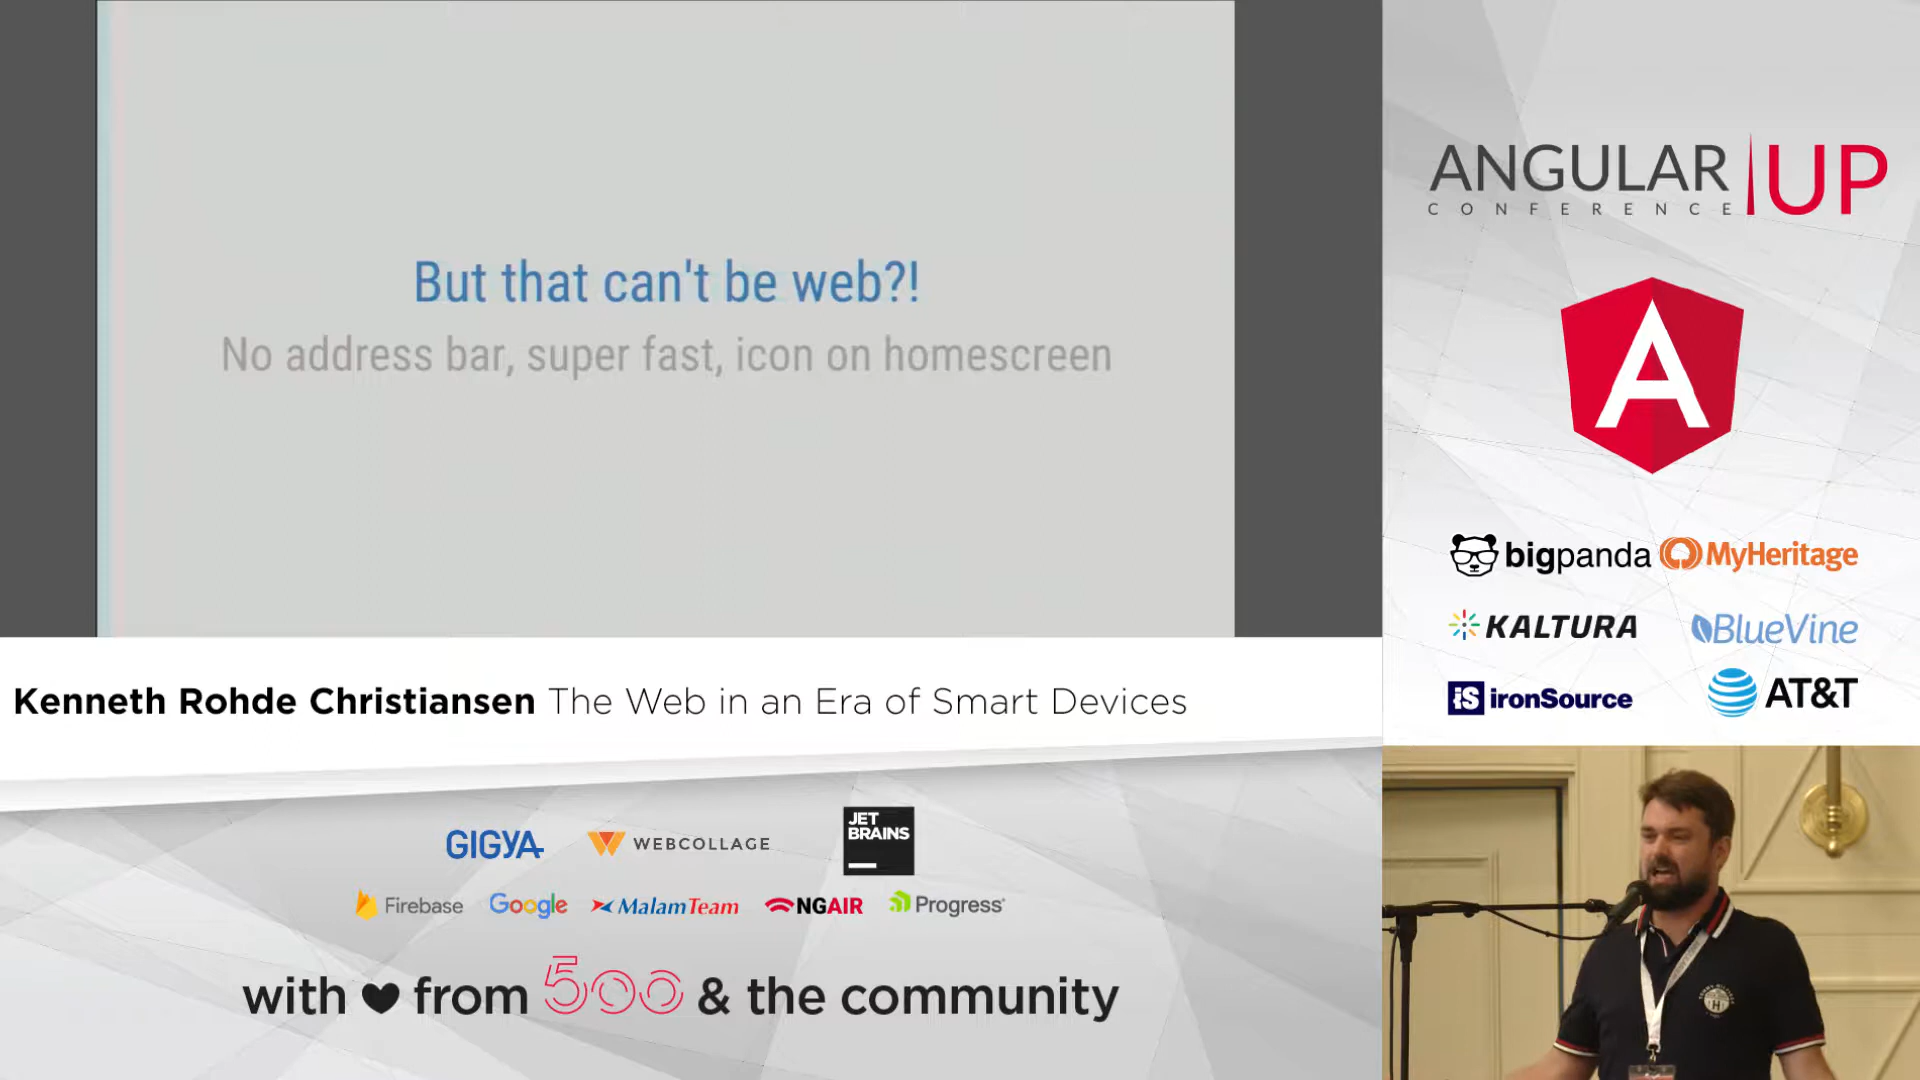 But that can't be web?!
No address bar, super fast, icon on homescreen
ANGULAR UP
CONFERENCE
A
bigpanda MyHeritage
KALTURA BlueVine
iS ironSource AT&T
Kenneth Rohde Christiansen The Web in an Era of Smart Devices
GIGYA WEBCOLLAGE JET BRAINS
Firebase Google MalamTeam NGAIR Progress
with from 500 & the community